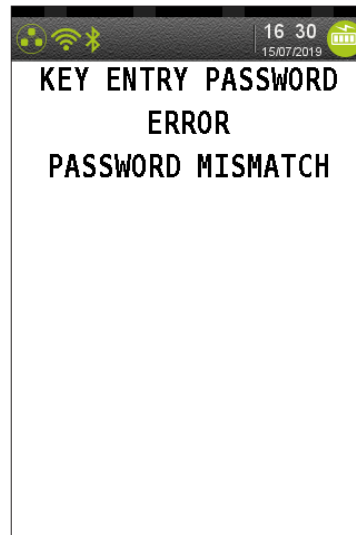 16 30
15/07/2019
KEY ENTRY PASSWORD
ERROR
PASSWORD MISMATCH